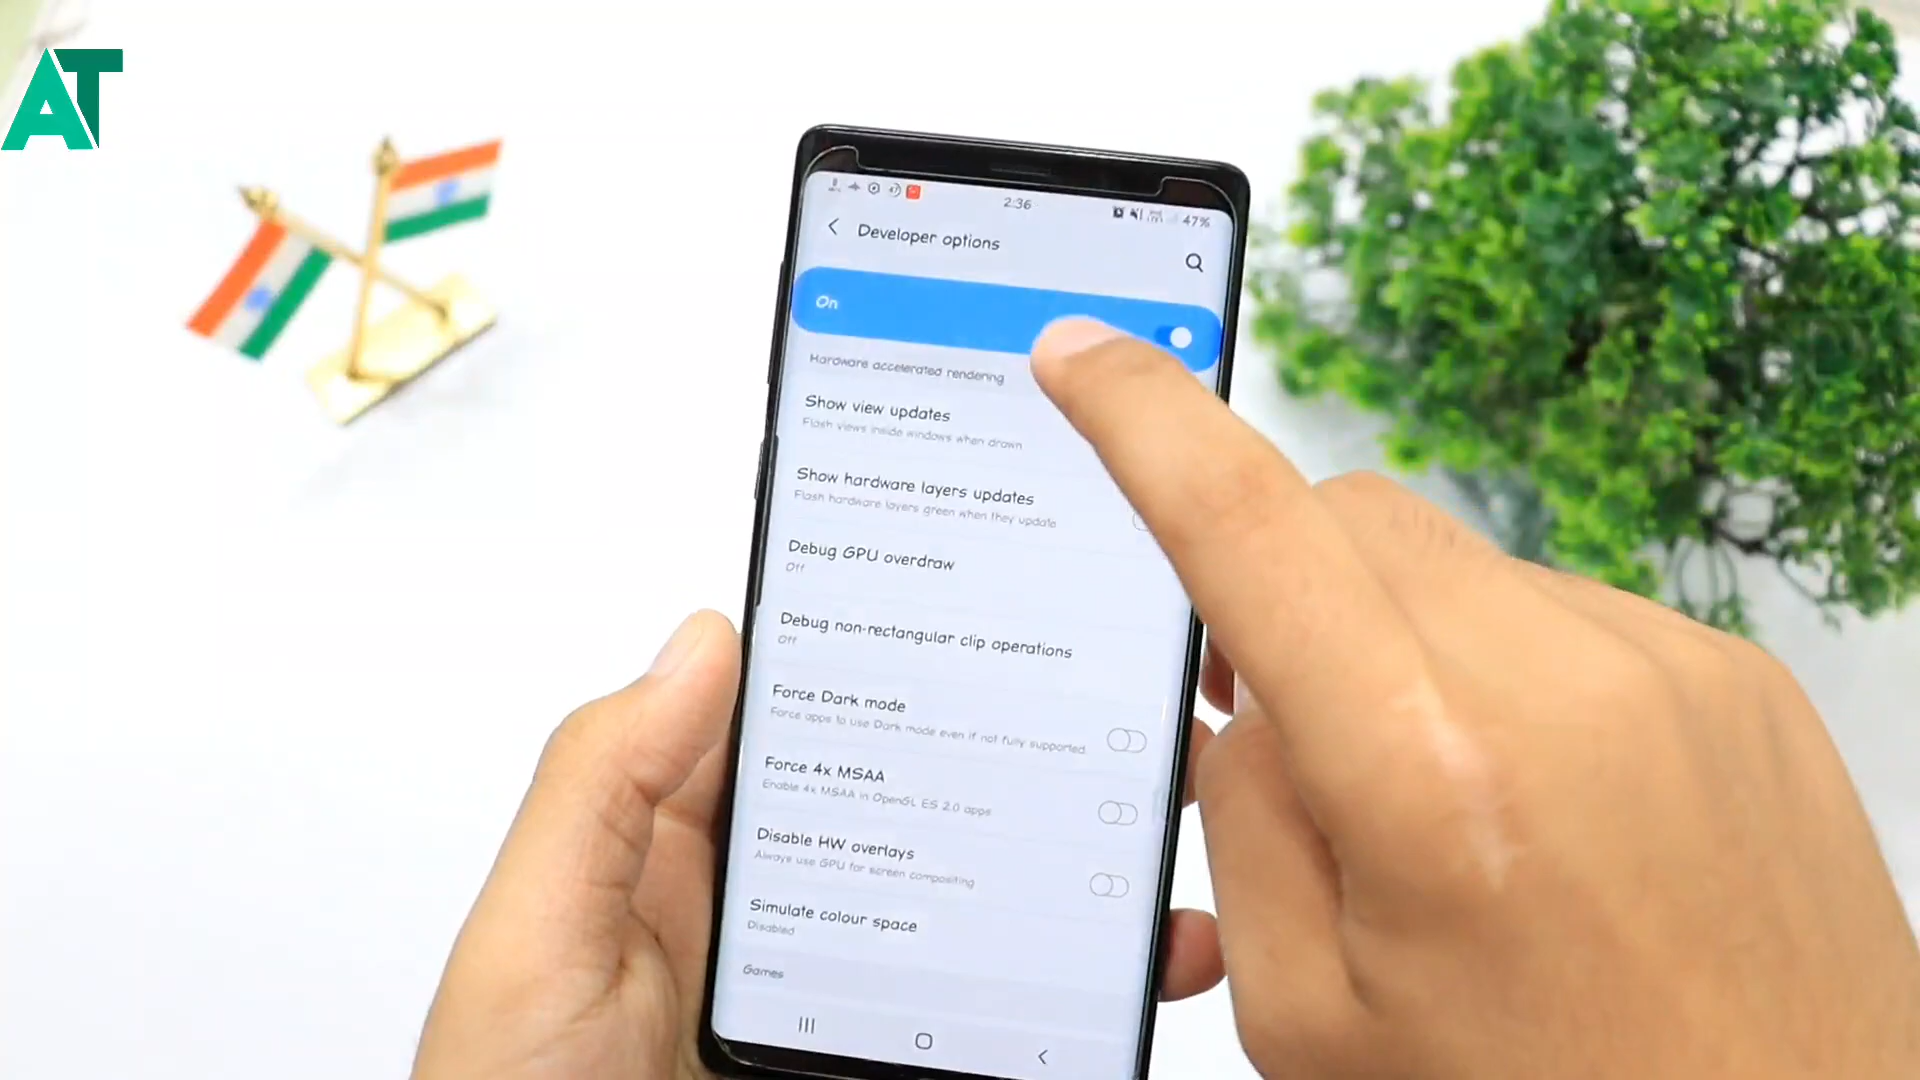 AT
2:36
47%
Developer options
On
Hardware accelerated rendering
Show view updates
Flash views inside windows when drawn
Show hardware layers updates
Flash hardware layers green when they update
Debug GPU overdraw
Off
Debug non-rectangular clip operations
Off
Force Dark mode
Force apps to use Dark mode even if not fully supported.
Force 4x MSAA
Enable 4x MSAA in OpenGL ES 2.0 apps
Disable HW overlays
Always use GPU for screen compositing
Simulate colour space
Disabled
Games